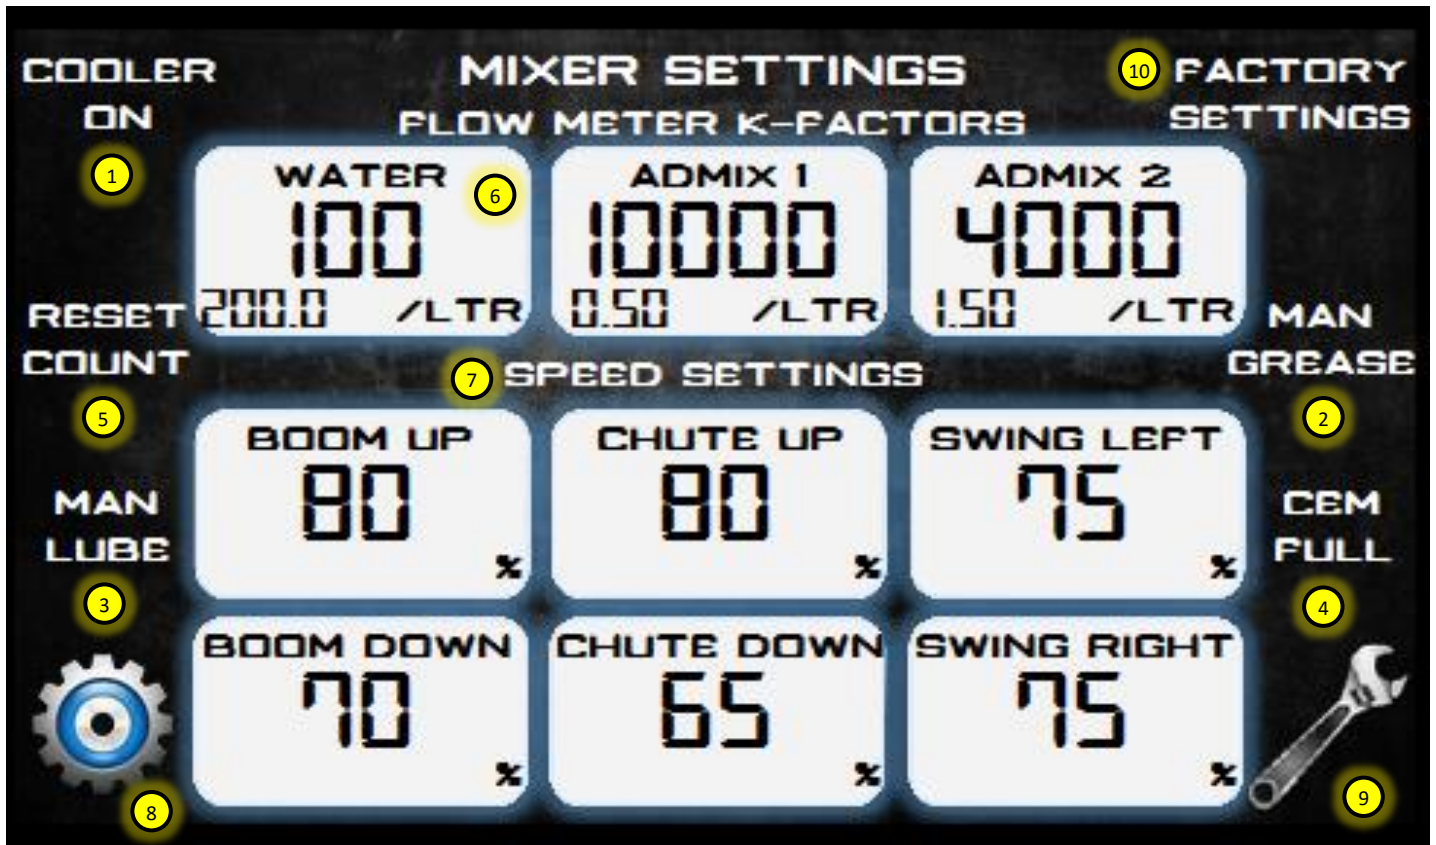 COOLER
ON
1
MIXER SETTINGS
FLOW METER K-FACTORS
10 FACTORY
SETTINGS
WATER
6
100
200.0 /LTR
ADMIX 1
10000
0.50 /LTR
ADMIX 2
4000
1.50 /LTR
RESET
COUNT
5
MAN
GREASE
2
7 SPEED SETTINGS
BOOM UP
80
%
CHUTE UP
80
%
SWING LEFT
75
%
MAN
LUBE
3
CEM
FULL
4
BOOM DOWN
70
%
CHUTE DOWN
65
%
SWING RIGHT
75
%
8
9